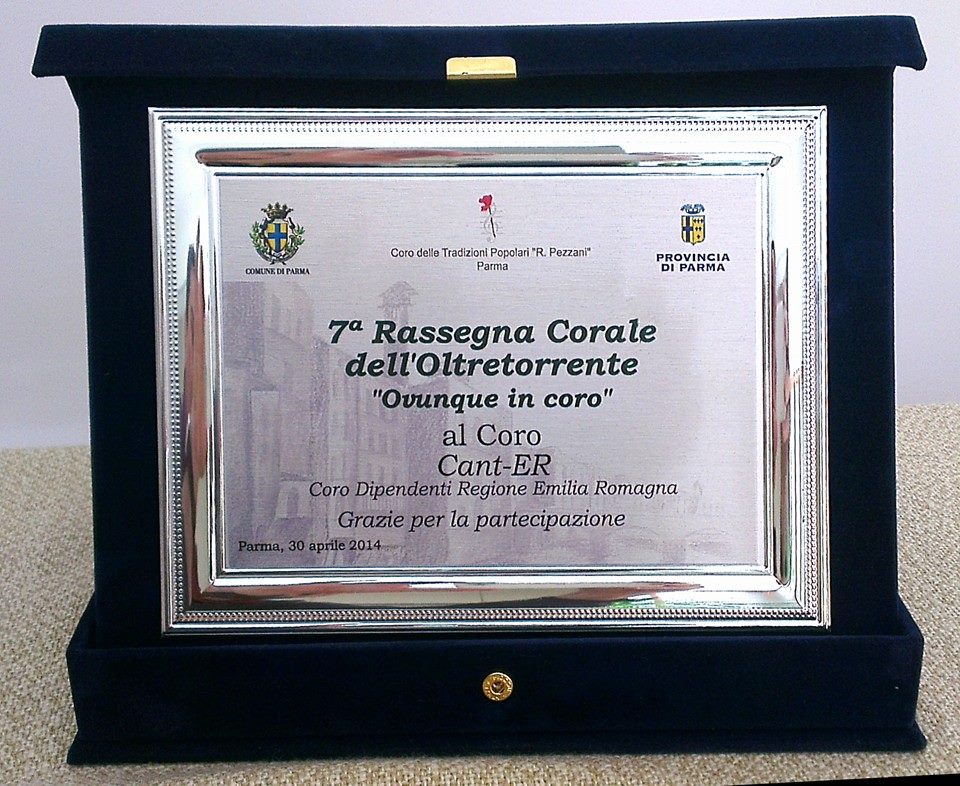 COMUNE DI PARMA
Coro delle Tradizioni Popolari "R. Pezzani"
Parma
PROVINCIA
DI PARMA
7ª Rassegna Corale
dell'Oltretorrente
"Ovunque in coro"
al Coro
Cant-ER
Coro Dipendenti Regione Emilia Romagna
Grazie per la partecipazione
Parma, 30 aprile 2014